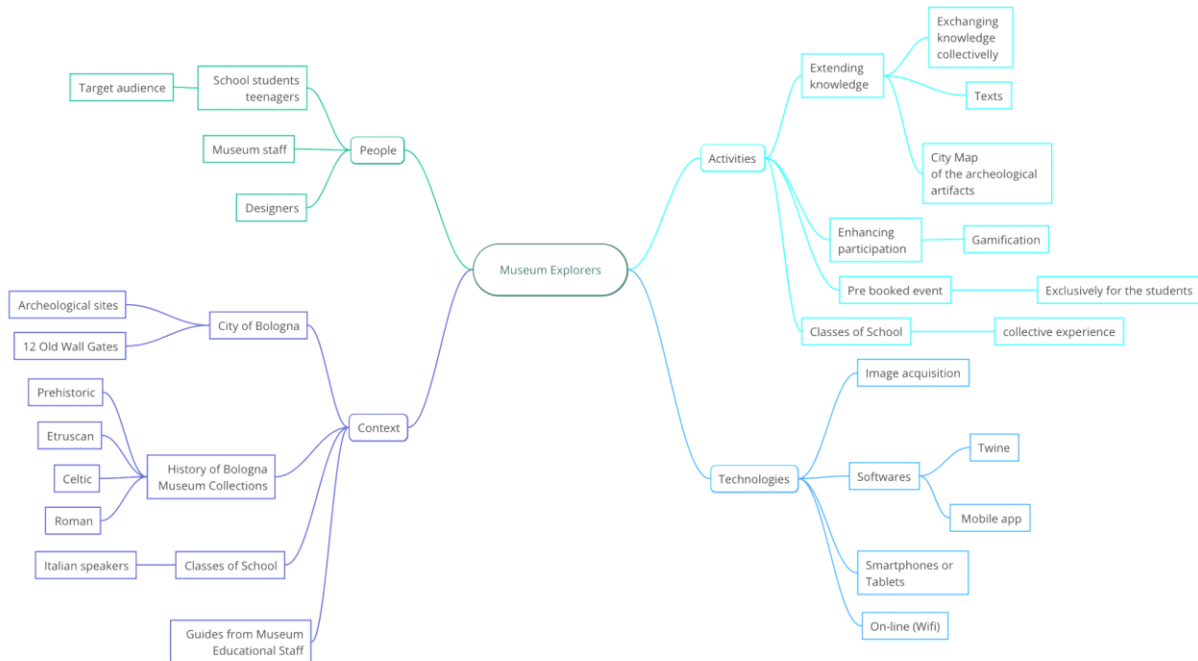 Museum Explorers
People
School students
teenagers
Target audience
Museum staff
Designers
Context
City of Bologna
Archeological sites
12 Old Wall Gates
History of Bologna
Museum Collections
Prehistoric
Etruscan
Celtic
Roman
Classes of School
Italian speakers
Guides from Museum
Educational Staff
Activities
Extending
knowledge
Exchanging
knowledge
collectivelly
Texts
City Map
of the archeological
artifacts
Enhancing
participation
Gamification
Pre booked event
Exclusively for the students
Classes of School
collective experience
Technologies
Image acquisition
Softwares
Twine
Mobile app
Smartphones or
Tablets
On-line (Wifi)